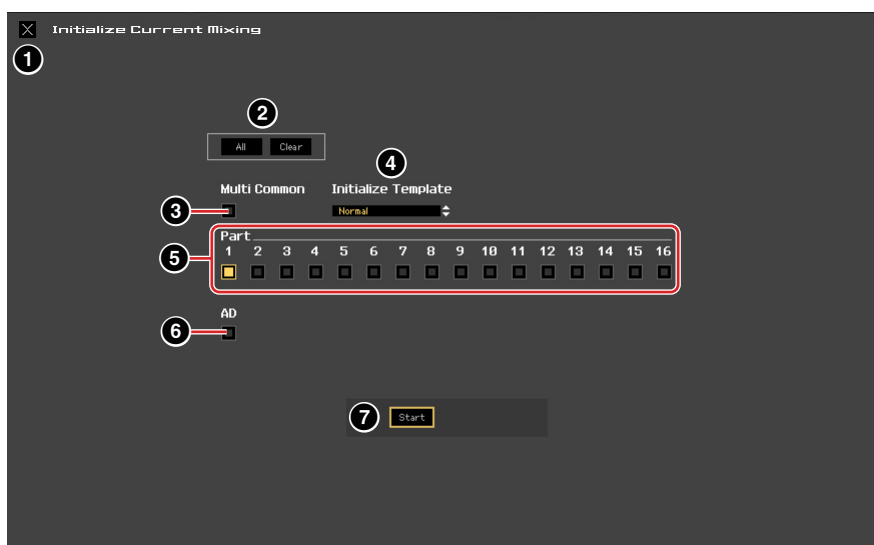 Initialize Current Mixing
1
2
All Clear
4
Multi Common Initialize Template
3
Normal
Part
5
1 2 3 4 5 6 7 8 9 10 11 12 13 14 15 16
AD
6
7 Start